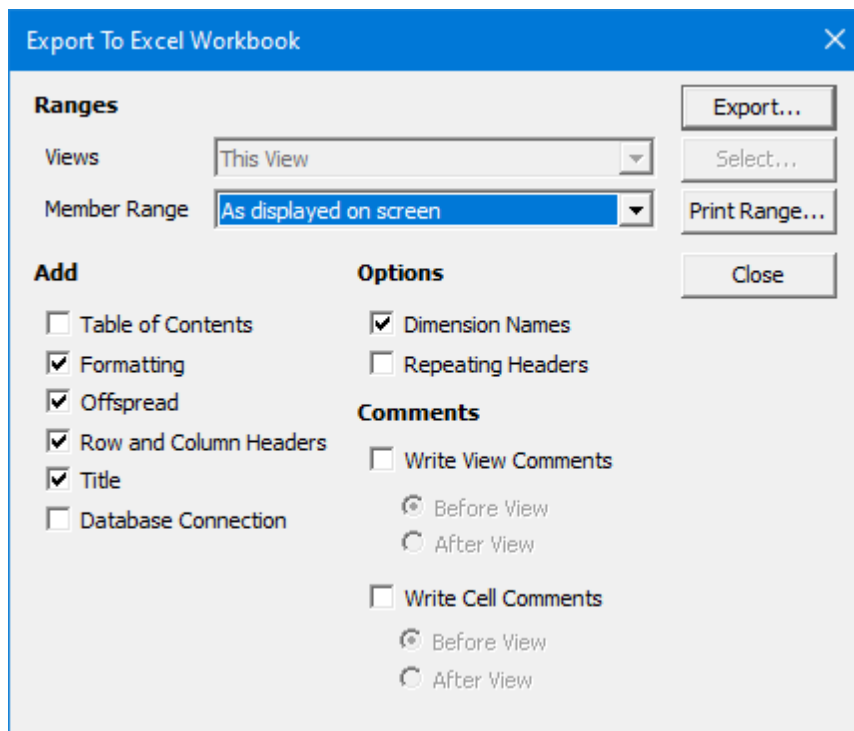 Export To Excel Workbook
Ranges
Export...
Views
This View
Select...
Member Range
As displayed on screen
Print Range...
Add
Options
Close
Table of Contents
Dimension Names
Formatting
Repeating Headers
Offspread
Comments
Row and Column Headers
Write View Comments
Title
Before View
Database Connection
After View
Write Cell Comments
Before View
After View